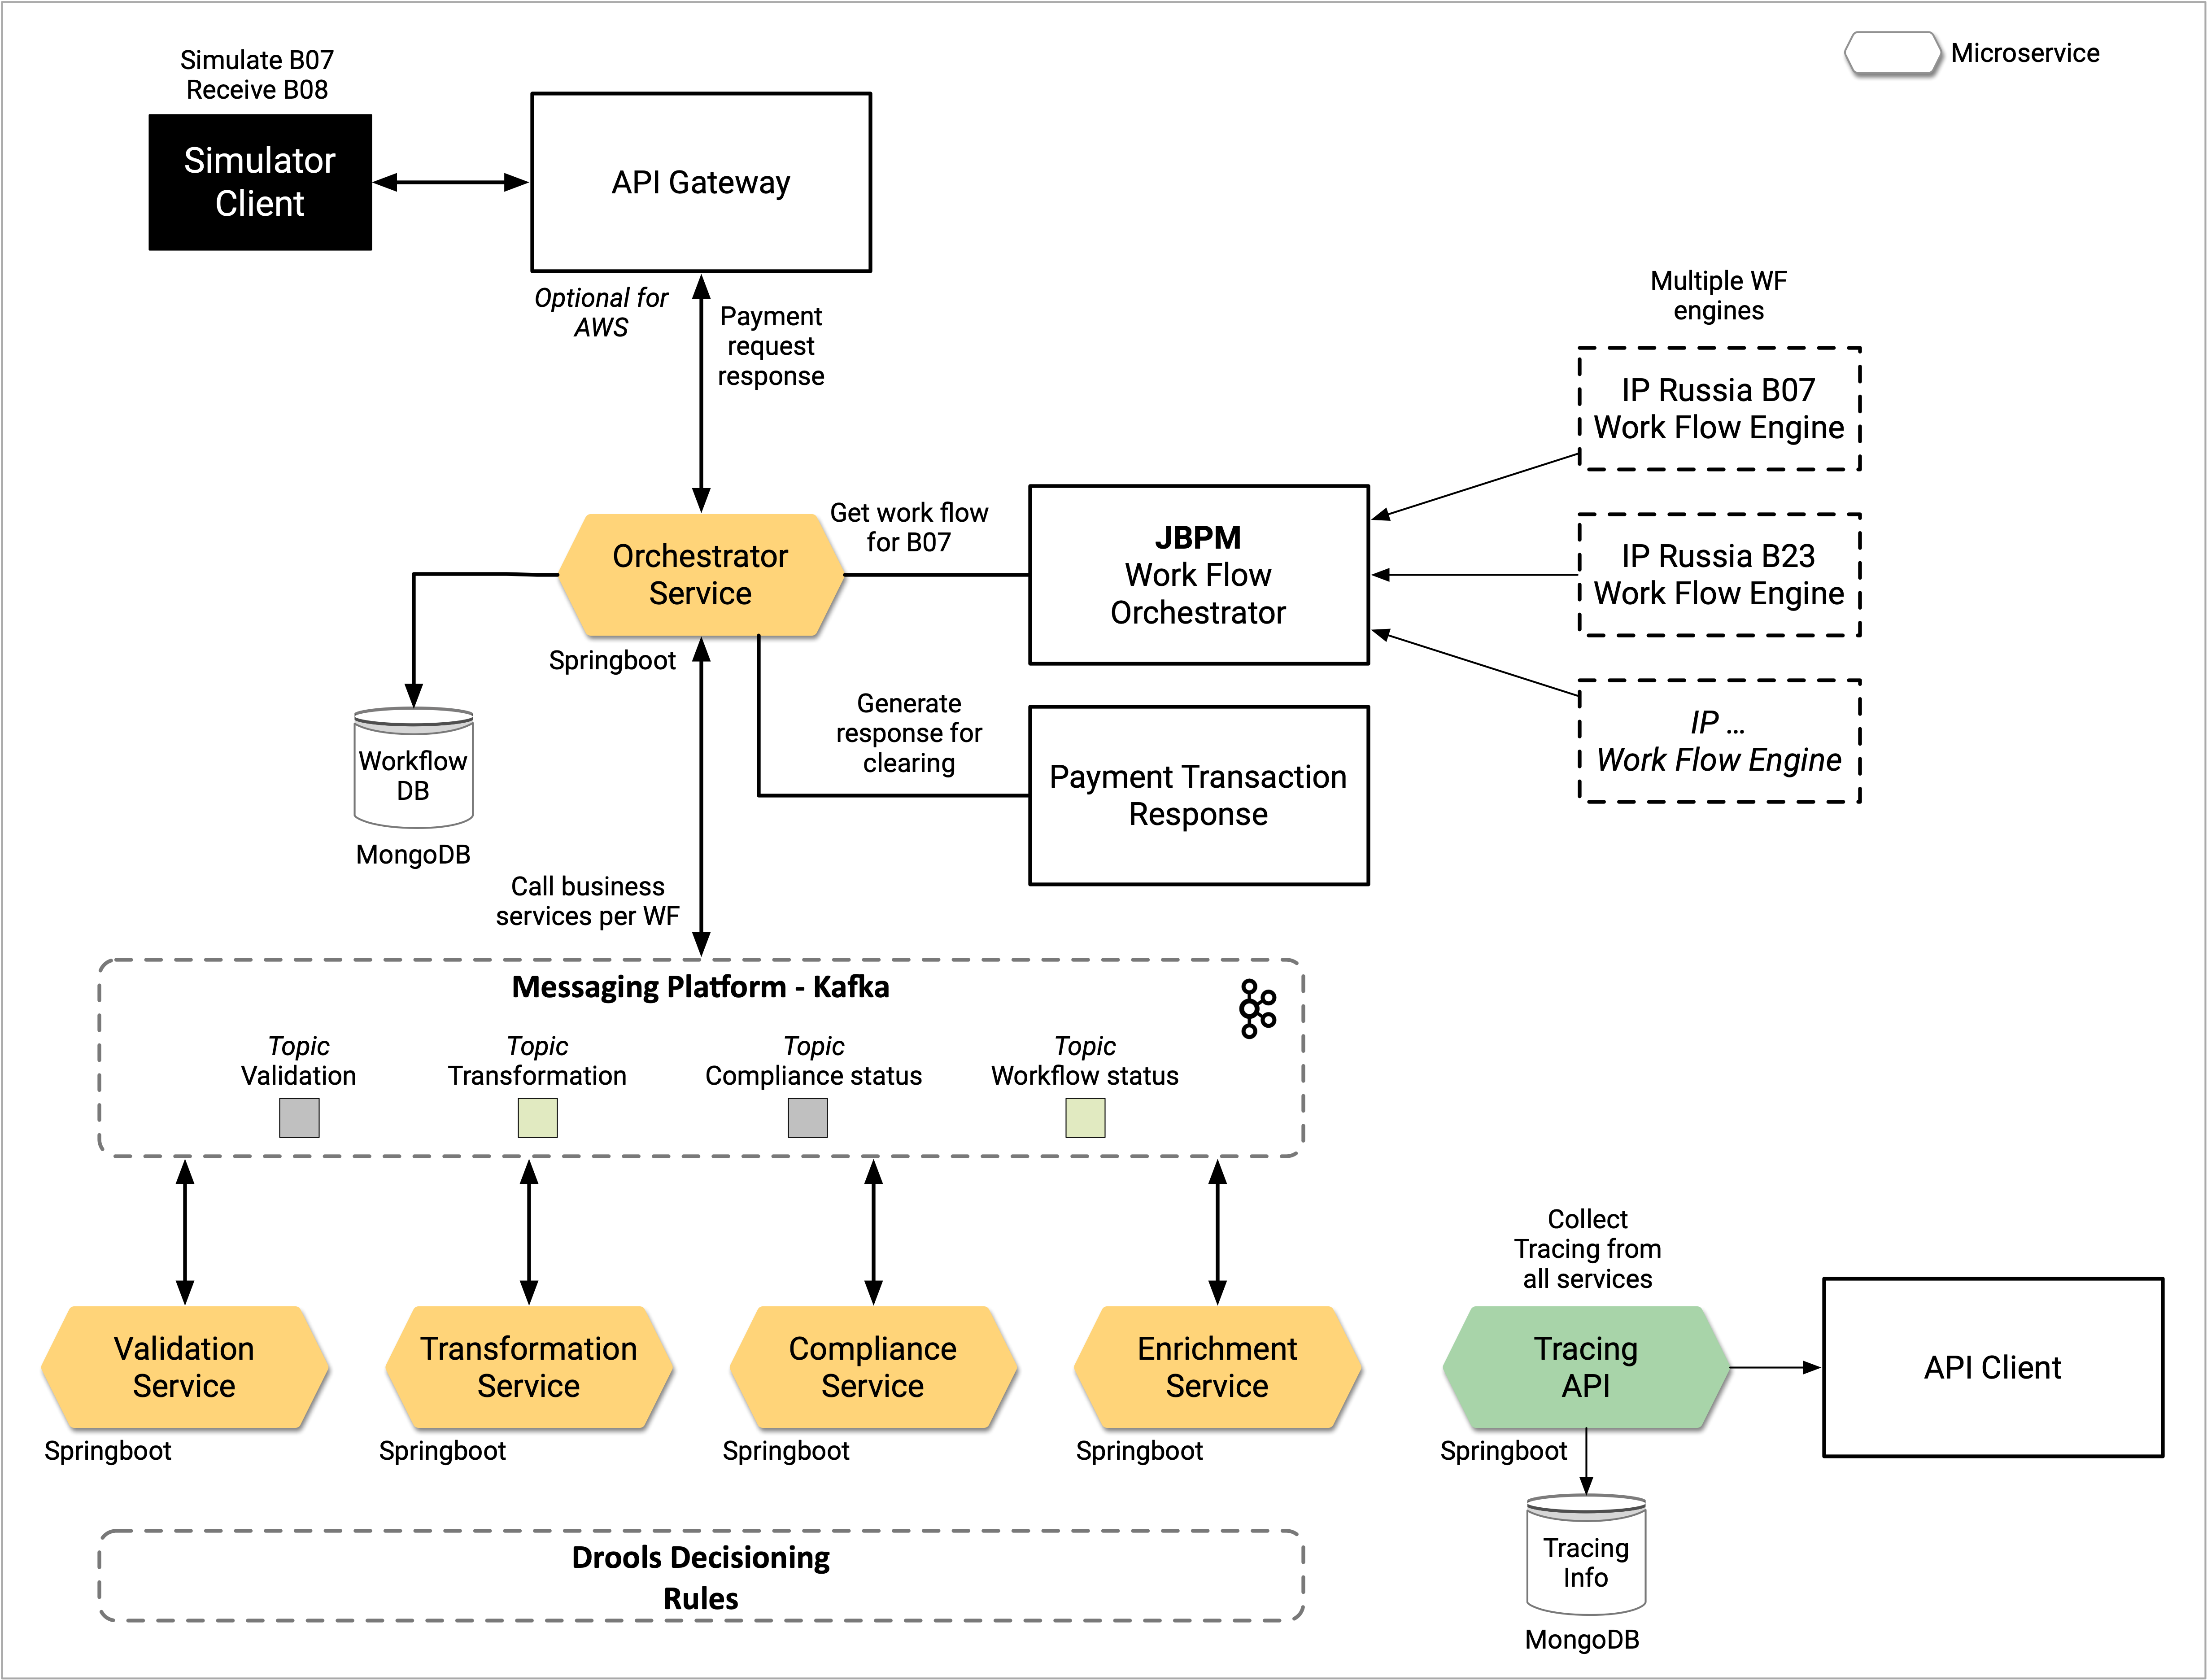 Simulate B07
Receive B08
Simulator
Client
API Gateway
Microservice
Optional for
AWS
Payment
request
response
Multiple WF
engines
IP Russia B07
Work Flow Engine
Get work flow
for B07
Orchestrator
Service
Springboot
JBPM
Work Flow
Orchestrator
IP Russia B23
Work Flow Engine
IP ...
Work Flow Engine
Workflow
DB
MongoDB
Generate
response for
clearing
Payment Transaction
Response
Call business
services per WF
Messaging Platform - Kafka
Topic
Validation
Topic
Transformation
Topic
Compliance status
Topic
Workflow status
Validation
Service
Springboot
Transformation
Service
Springboot
Compliance
Service
Springboot
Enrichment
Service
Springboot
Collect
Tracing from
all services
Tracing
API
Springboot
API Client
Tracing
Info
MongoDB
Drools Decisioning
Rules